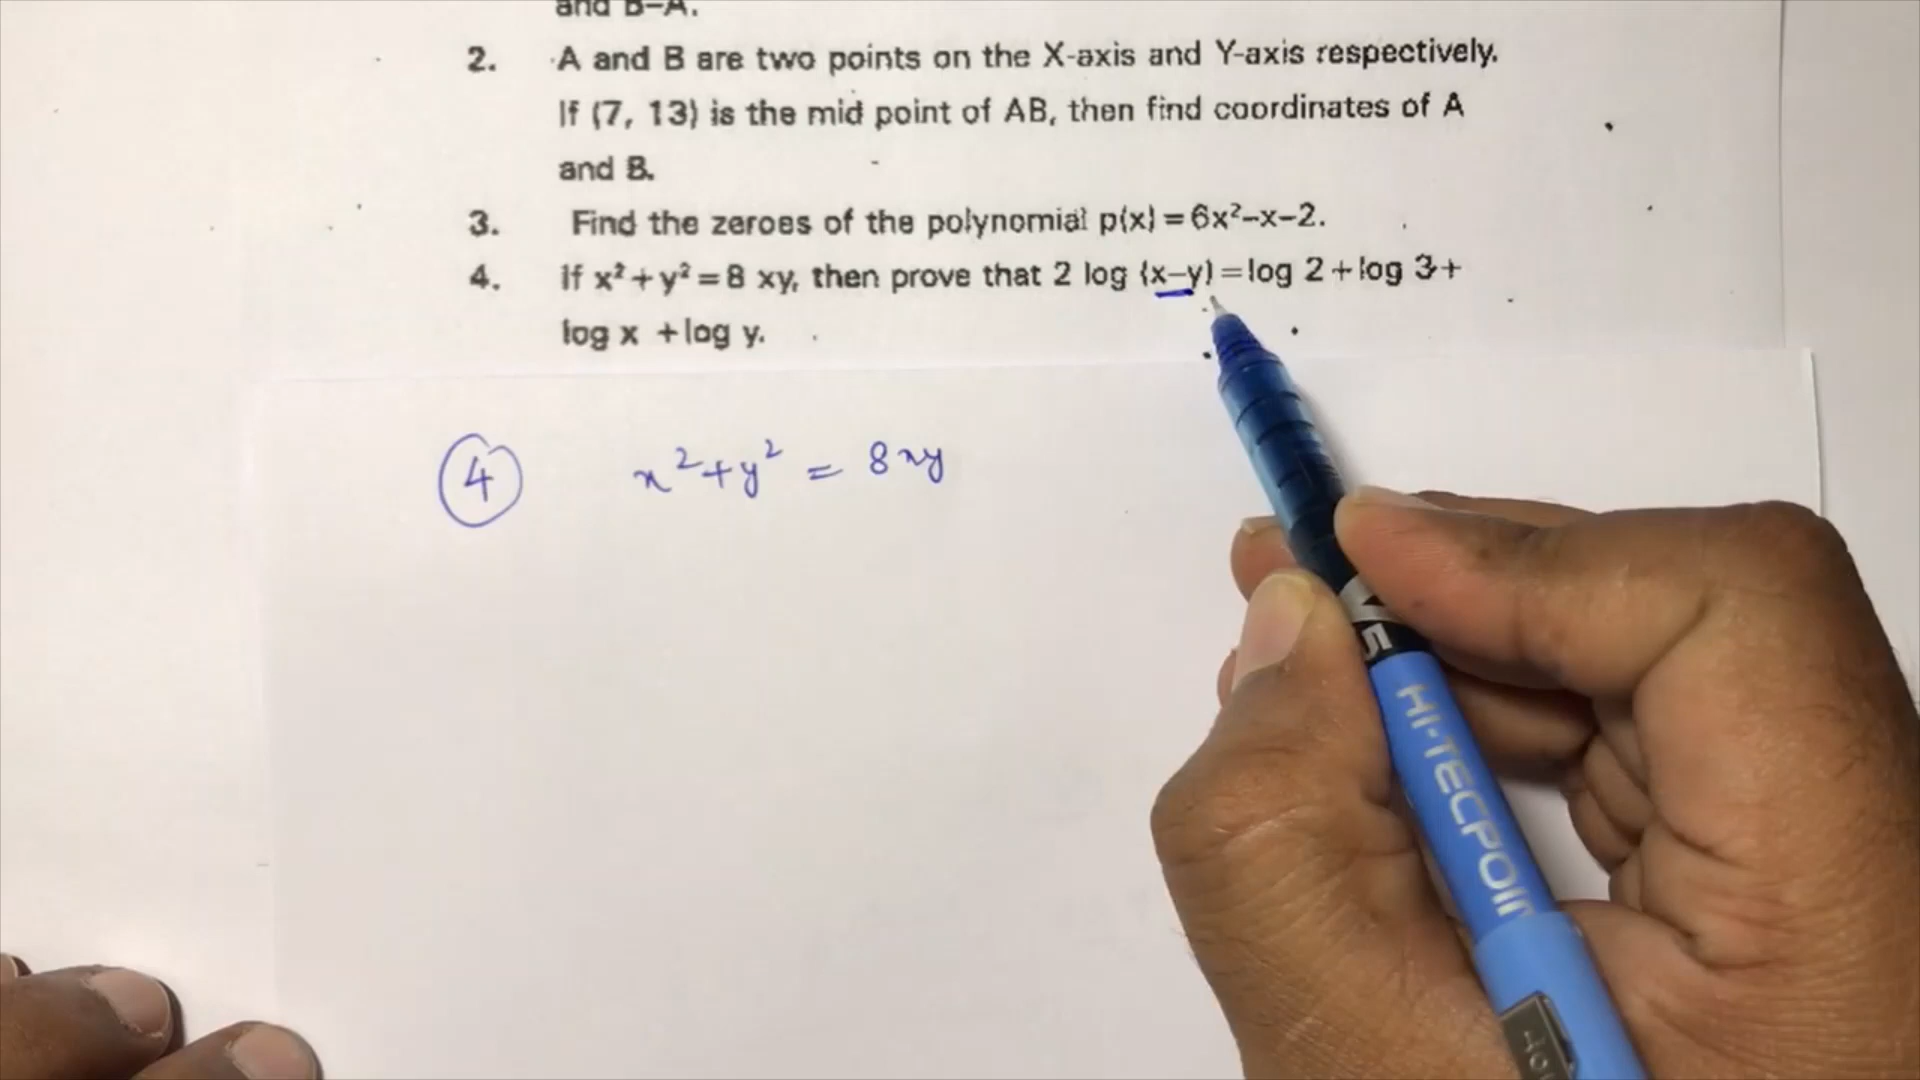 and B–A.
2. A and B are two points on the X-axis and Y-axis respectively.
If (7, 13) is the mid point of AB, then find coordinates of A
and B.
3. Find the zeroes of the polynomial p(x) = 6x²–x–2.
4. If x² + y² = 8 xy, then prove that 2 log (x–y) = log 2 + log 3 +
log x + log y.
4 x² + y² = 8xy
V5
HI-TECPOIN